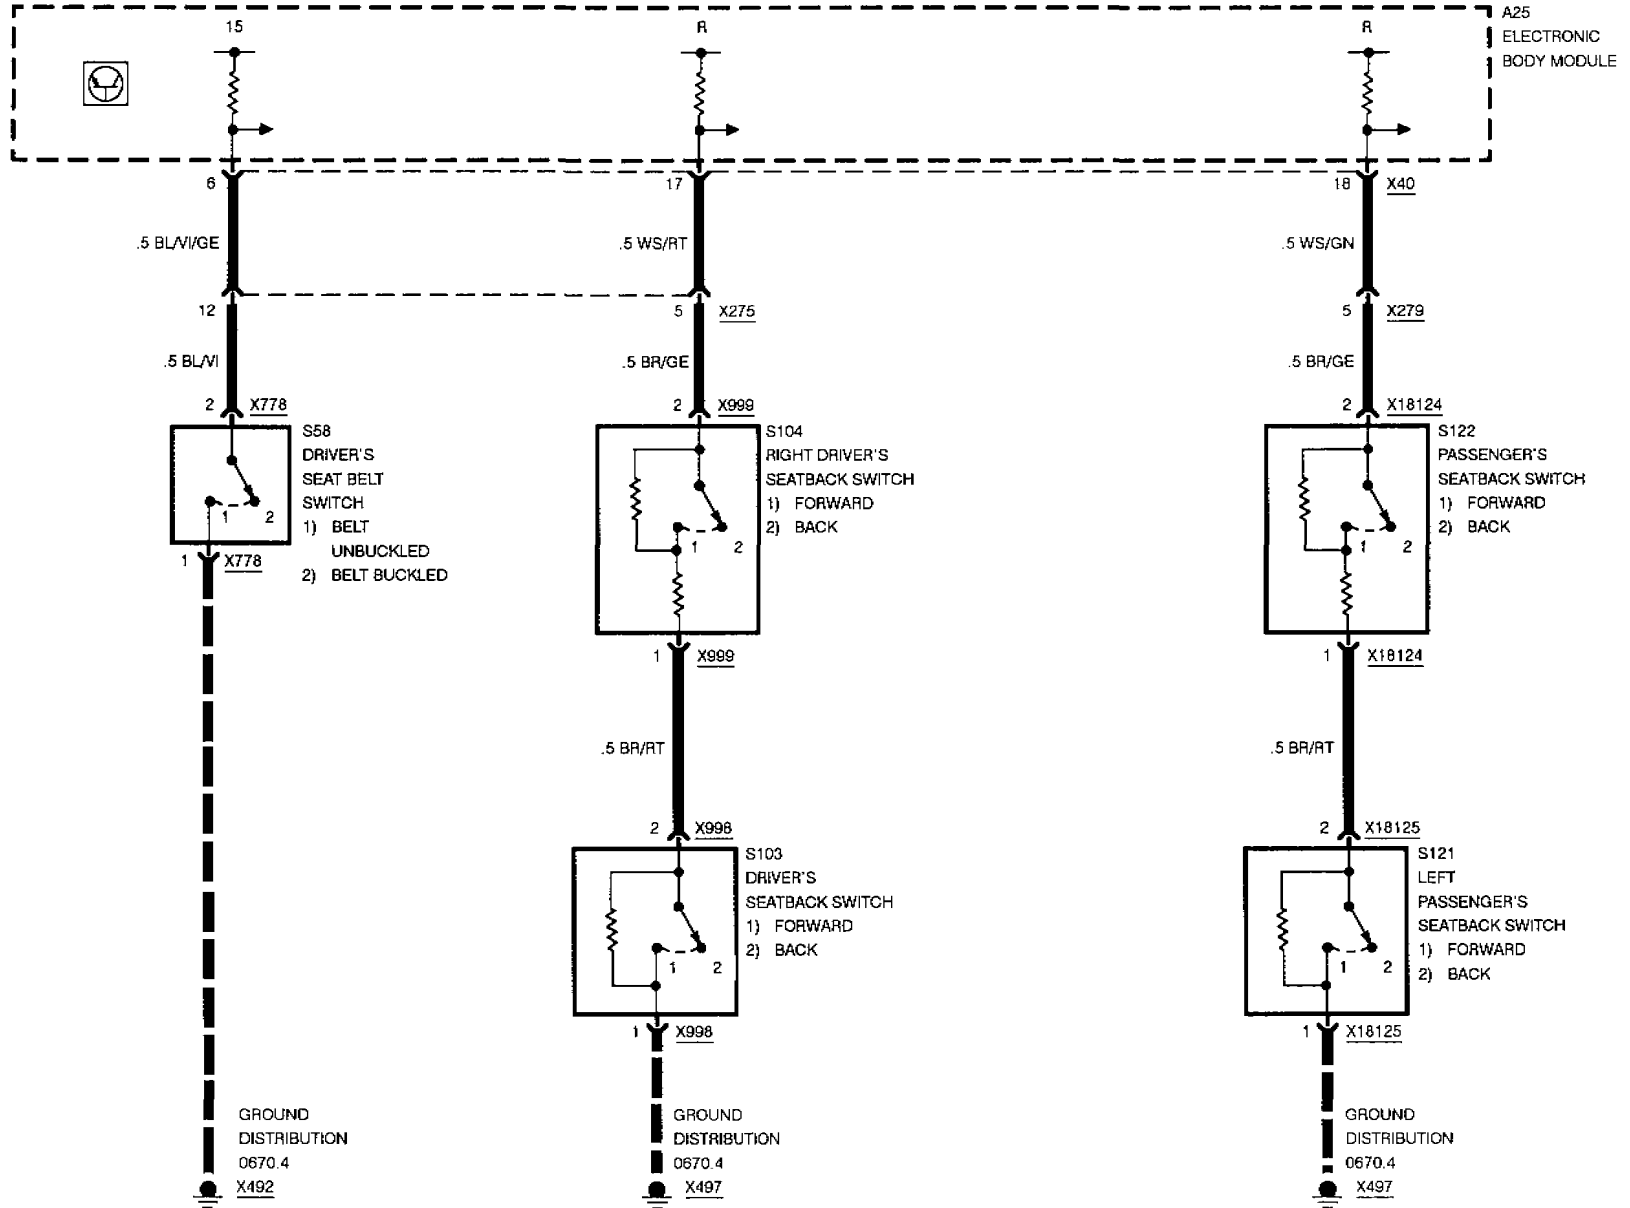 15
R
R
A25
ELECTRONIC
BODY MODULE
6
17
18
X40
.5 BL/VI/GE
.5 WS/RT
.5 WS/GN
12
5
X275
5
X279
.5 BL/VI
.5 BR/GE
.5 BR/GE
2
X778
2
X999
2
X18124
S58
DRIVER'S
SEAT BELT
SWITCH
1) BELT
UNBUCKLED
2) BELT BUCKLED
1
2
S104
RIGHT DRIVER'S
SEATBACK SWITCH
1) FORWARD
2) BACK
1
2
S122
PASSENGER'S
SEATBACK SWITCH
1) FORWARD
2) BACK
1
2
1
X778
1
X999
1
X18124
.5 BR/RT
.5 BR/RT
2
X998
2
X18125
S103
DRIVER'S
SEATBACK SWITCH
1) FORWARD
2) BACK
1
2
S121
LEFT
PASSENGER'S
SEATBACK SWITCH
1) FORWARD
2) BACK
1
2
1
X998
1
X18125
GROUND
DISTRIBUTION
0670.4
X492
GROUND
DISTRIBUTION
0670.4
X497
GROUND
DISTRIBUTION
0670.4
X497